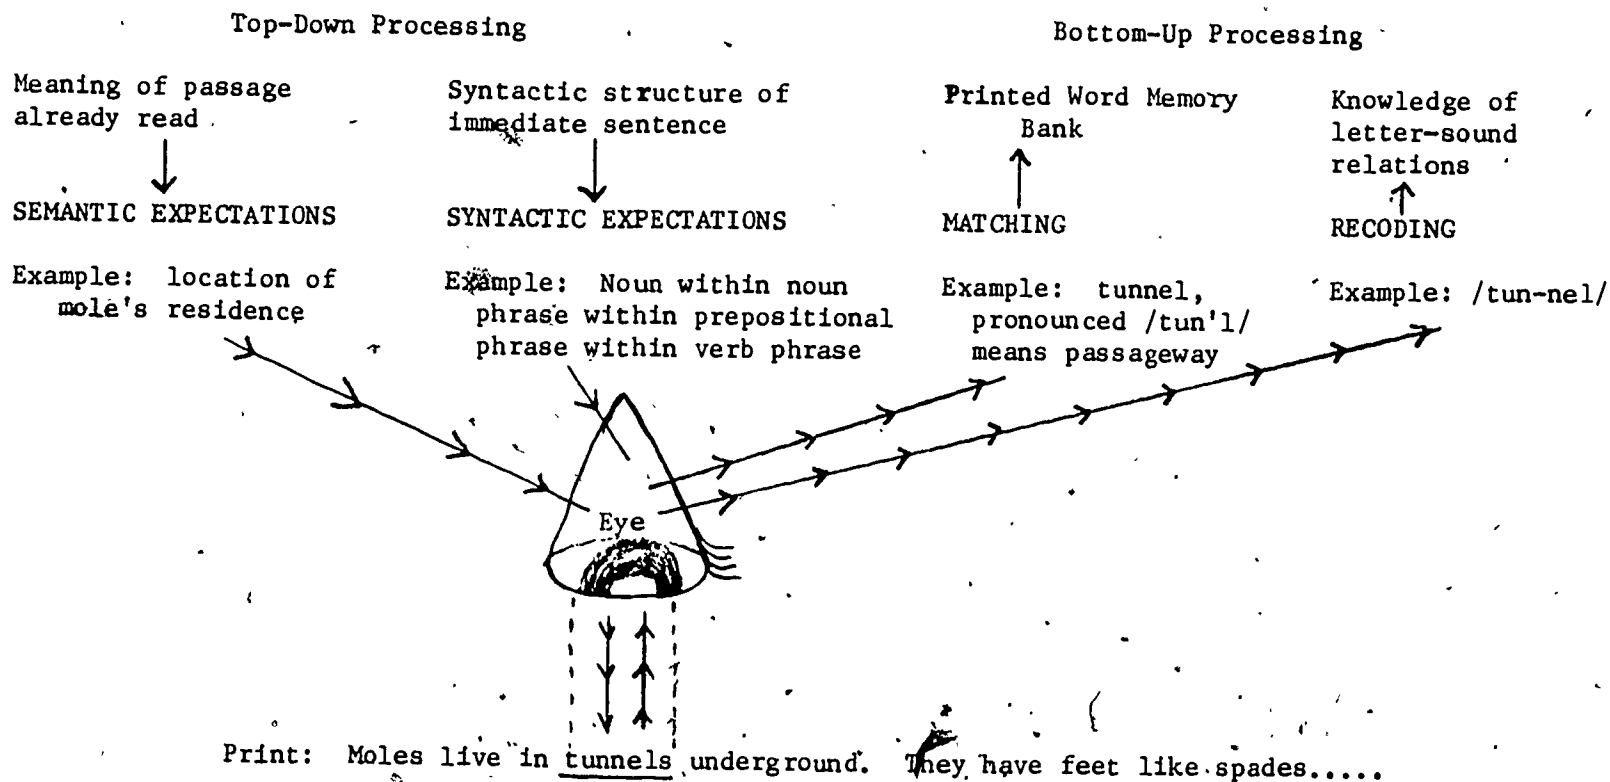 Top-Down Processing
Bottom-Up Processing
Meaning of passage
already read
Syntactic structure of
immediate sentence
Printed Word Memory
Bank
Knowledge of
letter-sound
relations
SEMANTIC EXPECTATIONS
SYNTACTIC EXPECTATIONS
MATCHING
RECODING
Example: location of
mole's residence
Example: Noun within noun
phrase within prepositional
phrase within verb phrase
Example: tunnel,
pronounced /tun'l/
means passageway
Example: /tun-nel/
Eye
Print: Moles live in tunnels underground. They have feet like spades.....